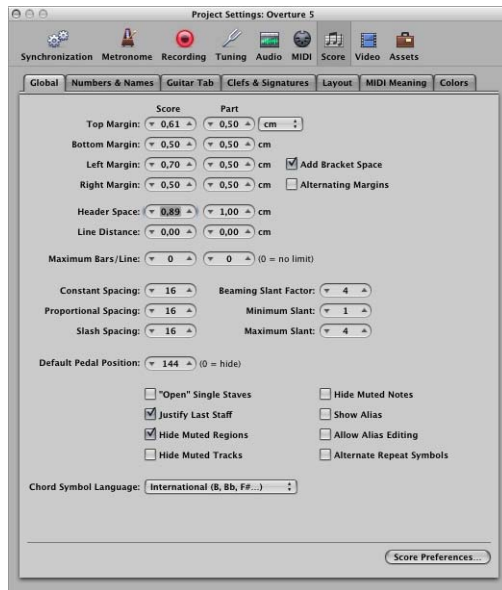 Project Settings: Overture 5
Synchronization Metronome Recording Tuning Audio MIDI Score Video Assets
Global Numbers & Names Guitar Tab Clefs & Signatures Layout MIDI Meaning Colors
Score Part
Top Margin: 0,61 0,50 cm
Bottom Margin: 0,50 0,50 cm
Left Margin: 0,70 0,50 cm Add Bracket Space
Right Margin: 0,50 0,50 cm Alternating Margins
Header Space: 0,89 1,00 cm
Line Distance: 0,00 0,00 cm
Maximum Bars/Line: 0 0 (0 = no limit)
Constant Spacing: 16 Beaming Slant Factor: 4
Proportional Spacing: 16 Minimum Slant: 1
Slash Spacing: 16 Maximum Slant: 4
Default Pedal Position: 144 (0 = hide)
"Open" Single Staves Hide Muted Notes
Justify Last Staff Show Alias
Hide Muted Regions Allow Alias Editing
Hide Muted Tracks Alternate Repeat Symbols
Chord Symbol Language: International (B, Bb, F#...)
Score Preferences...